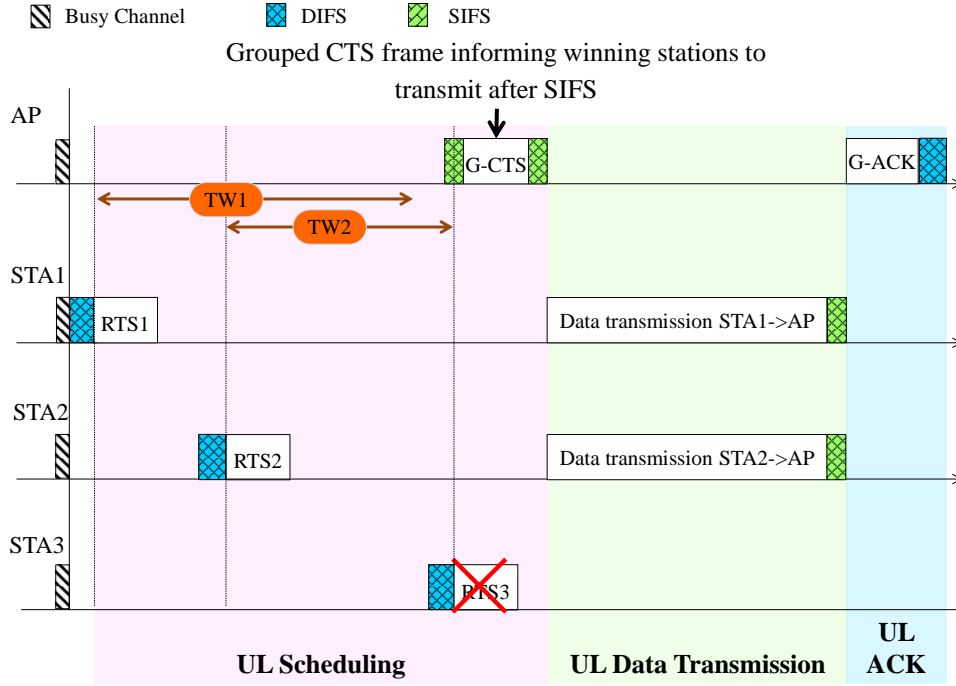 Busy Channel DIFS SIFS
Grouped CTS frame informing winning stations to
transmit after SIFS
AP
G-CTS
G-ACK
TW1
TW2
STA1
RTS1
Data transmission STA1->AP
STA2
RTS2
Data transmission STA2->AP
STA3
RTS3
UL Scheduling
UL Data Transmission
UL
ACK